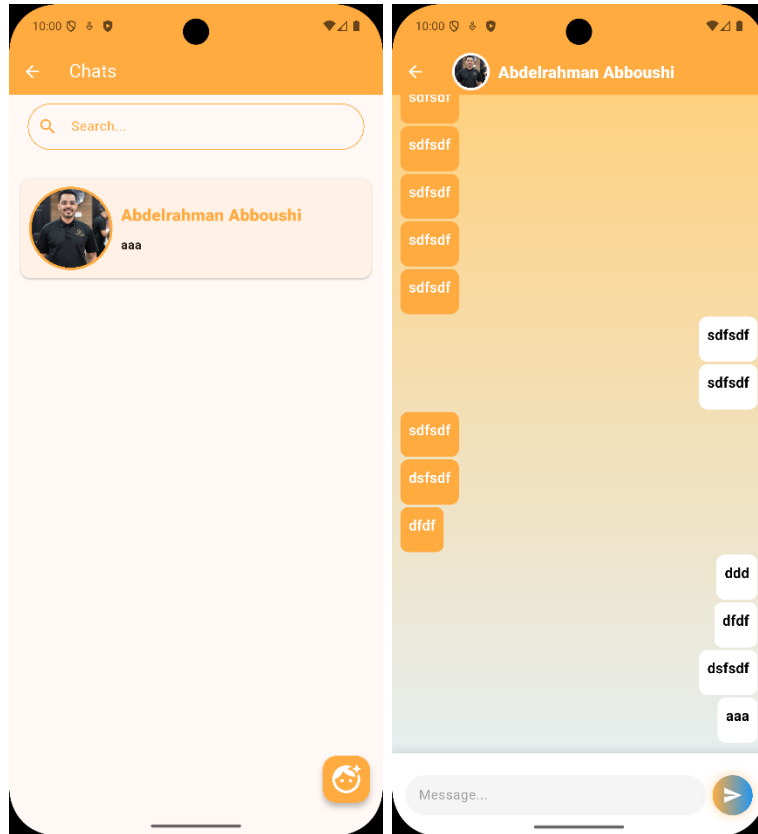 10:00
Chats
Search...
Abdelrahman Abboushi
aaa
10:00
Abdelrahman Abboushi
sdfsdf
sdfsdf
sdfsdf
sdfsdf
sdfsdf
sdfsdf
sdfsdf
sdfsdf
dsfsdf
dfdf
ddd
dfdf
dsfsdf
aaa
Message...